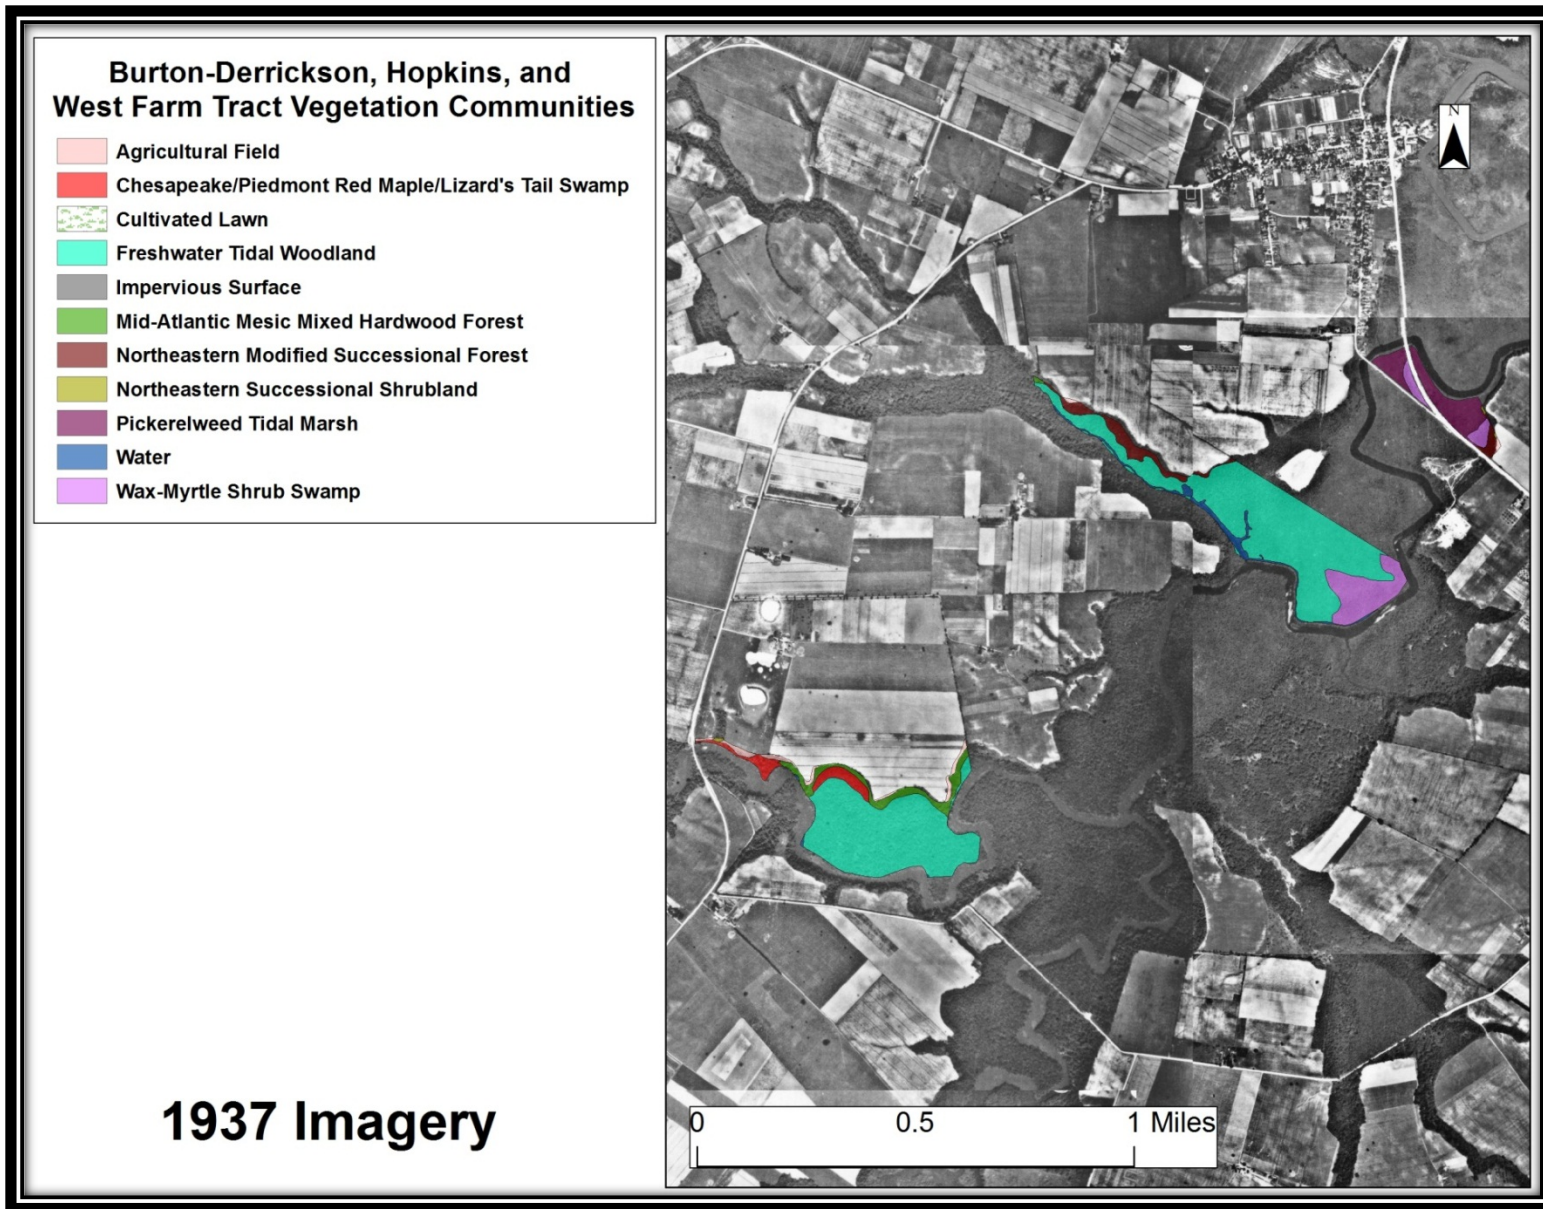 Burton-Derrickson, Hopkins, and
West Farm Tract Vegetation Communities
Agricultural Field
Chesapeake/Piedmont Red Maple/Lizard's Tail Swamp
Cultivated Lawn
Freshwater Tidal Woodland
Impervious Surface
Mid-Atlantic Mesic Mixed Hardwood Forest
Northeastern Modified Successional Forest
Northeastern Successional Shrubland
Pickerelweed Tidal Marsh
Water
Wax-Myrtle Shrub Swamp
N
1937 Imagery
0 0.5 1 Miles